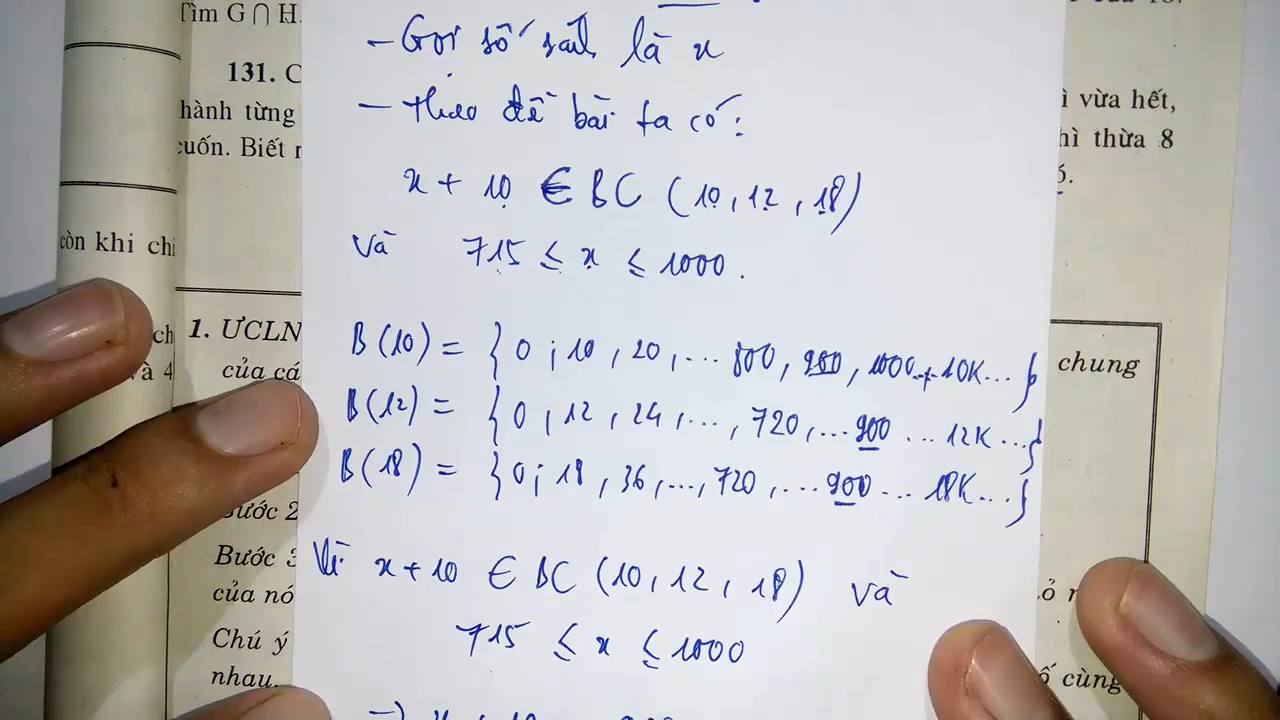 Tìm G ∩ H.
131. C
hành từng
cuốn. Biết
còn khi chi
1. ƯCLN
của cá
Bước 2
Bước 3
của nó
Chú ý
nhau.
- Gọi số sách là x
- Theo đề bài ta có:
x + 10 ∈ BC (10, 12, 18)
và 715 ≤ x ≤ 1000.
B(10) = { 0; 10, 20, ... 800, 900, 1000 ... 10K ... }
B(12) = { 0, 12, 24, ..., 720, ... 900 ... 12K ... }
B(18) = { 0; 18, 36, ..., 720, ... 900 ... 18K ... }
Vì x + 10 ∈ BC (10, 12, 18) và
715 ≤ x ≤ 1000
ì vừa hết,
hì thừa 8
chung
ố cùng